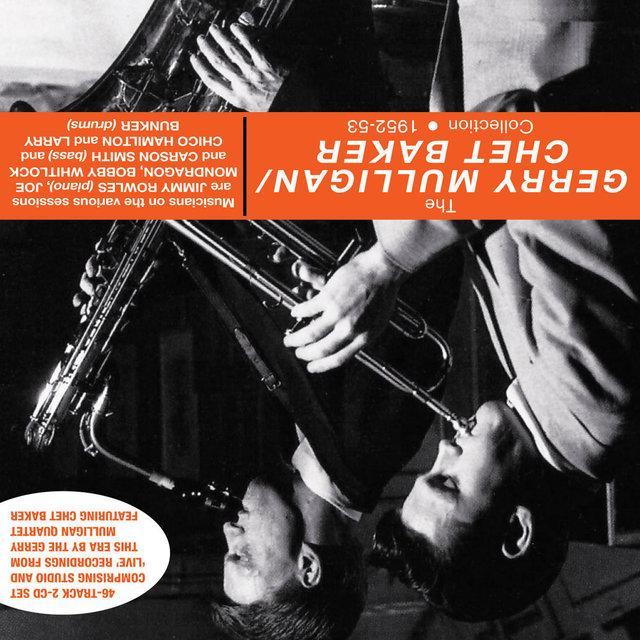 The
GERRY MULLIGAN/
CHET BAKER
Collection • 1952-53
Musicians on the various sessions
are JIMMY ROWLES (piano), JOE
MONDRAGON, BOBBY WHITLOCK
and CARSON SMITH (bass) and
CHICO HAMILTON and LARRY
BUNKER (drums)
46-TRACK 2-CD SET
COMPRISING STUDIO AND
'LIVE' RECORDINGS FROM
THIS ERA BY THE GERRY
MULLIGAN QUARTET
FEATURING CHET BAKER